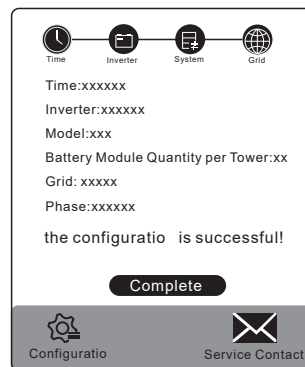 Time Inverter System Grid
Time:xxxxxx
Inverter:xxxxxx
Model:xxx
Battery Module Quantity per Tower:xx
Grid: xxxxx
Phase:xxxxxx
the configuratio is successful!
Complete
Configuratio Service Contact